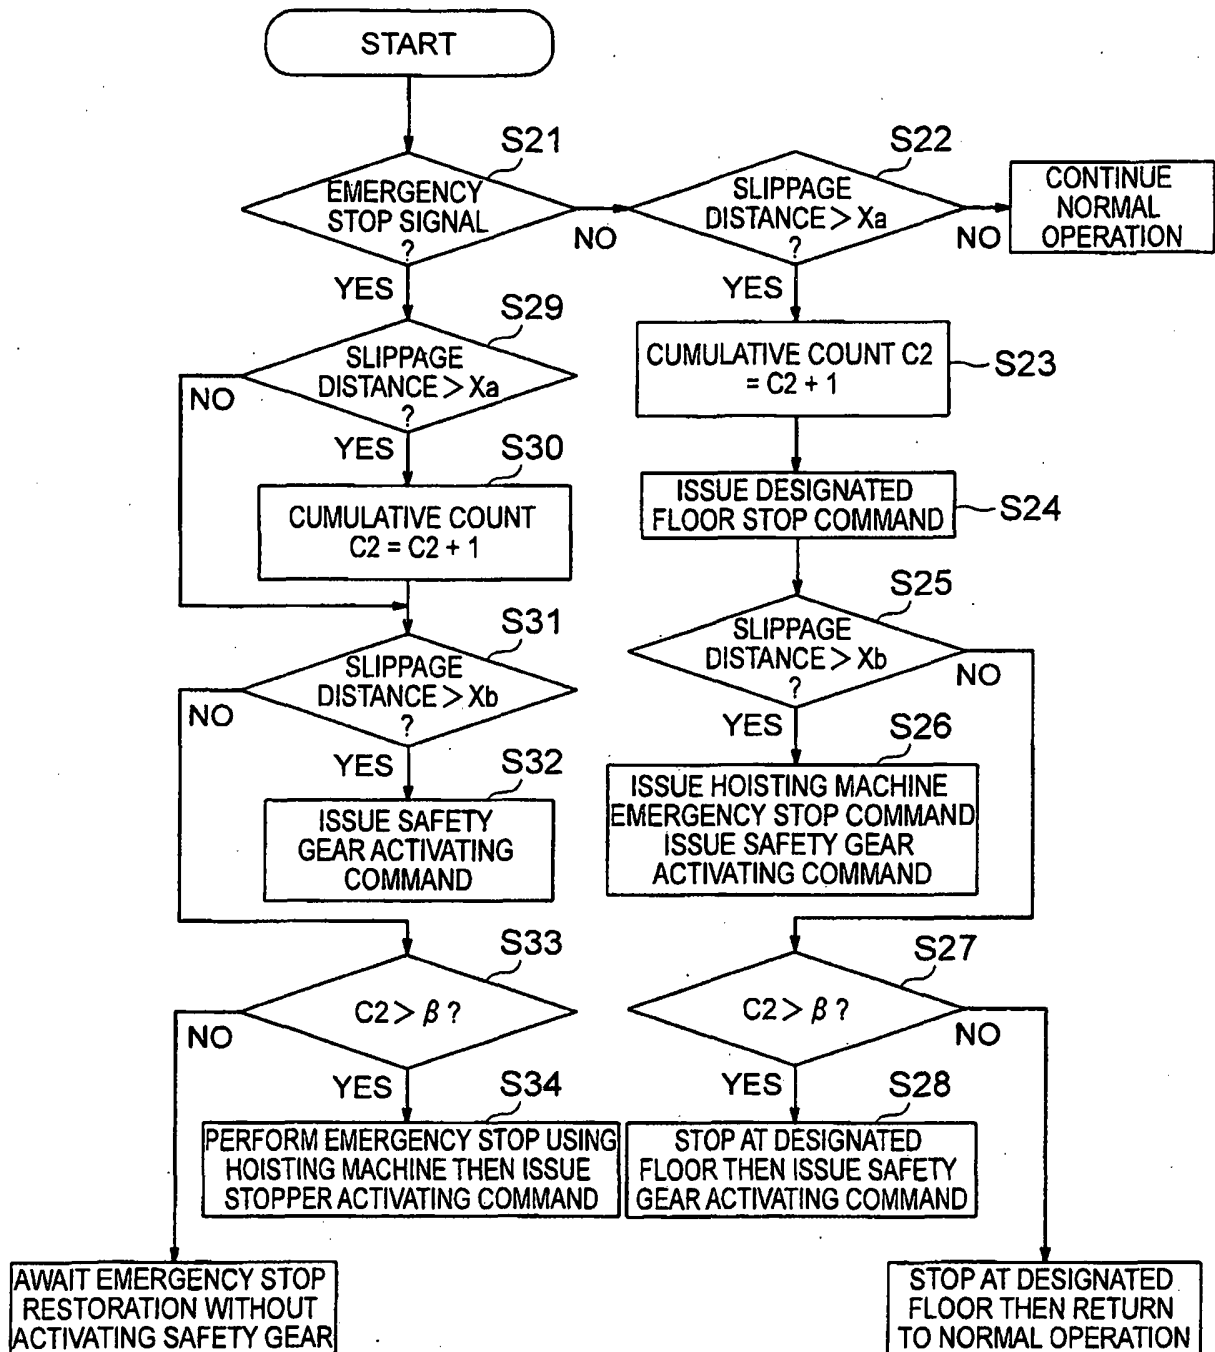 START
S21
EMERGENCY
STOP SIGNAL
?
NO
YES
S22
SLIPPAGE
DISTANCE > Xa
?
NO
YES
CONTINUE
NORMAL
OPERATION
S29
SLIPPAGE
DISTANCE > Xa
?
NO
YES
CUMULATIVE COUNT C2
= C2 + 1
S23
S30
CUMULATIVE COUNT
C2 = C2 + 1
ISSUE DESIGNATED
FLOOR STOP COMMAND
S24
S31
SLIPPAGE
DISTANCE > Xb
?
NO
YES
S25
SLIPPAGE
DISTANCE > Xb
?
NO
YES
S32
ISSUE SAFETY
GEAR ACTIVATING
COMMAND
S26
ISSUE HOISTING MACHINE
EMERGENCY STOP COMMAND
ISSUE SAFETY GEAR
ACTIVATING COMMAND
S33
C2 > β ?
NO
YES
S27
C2 > β ?
NO
YES
S34
PERFORM EMERGENCY STOP USING
HOISTING MACHINE THEN ISSUE
STOPPER ACTIVATING COMMAND
S28
STOP AT DESIGNATED
FLOOR THEN ISSUE SAFETY
GEAR ACTIVATING COMMAND
AWAIT EMERGENCY STOP
RESTORATION WITHOUT
ACTIVATING SAFETY GEAR
STOP AT DESIGNATED
FLOOR THEN RETURN
TO NORMAL OPERATION